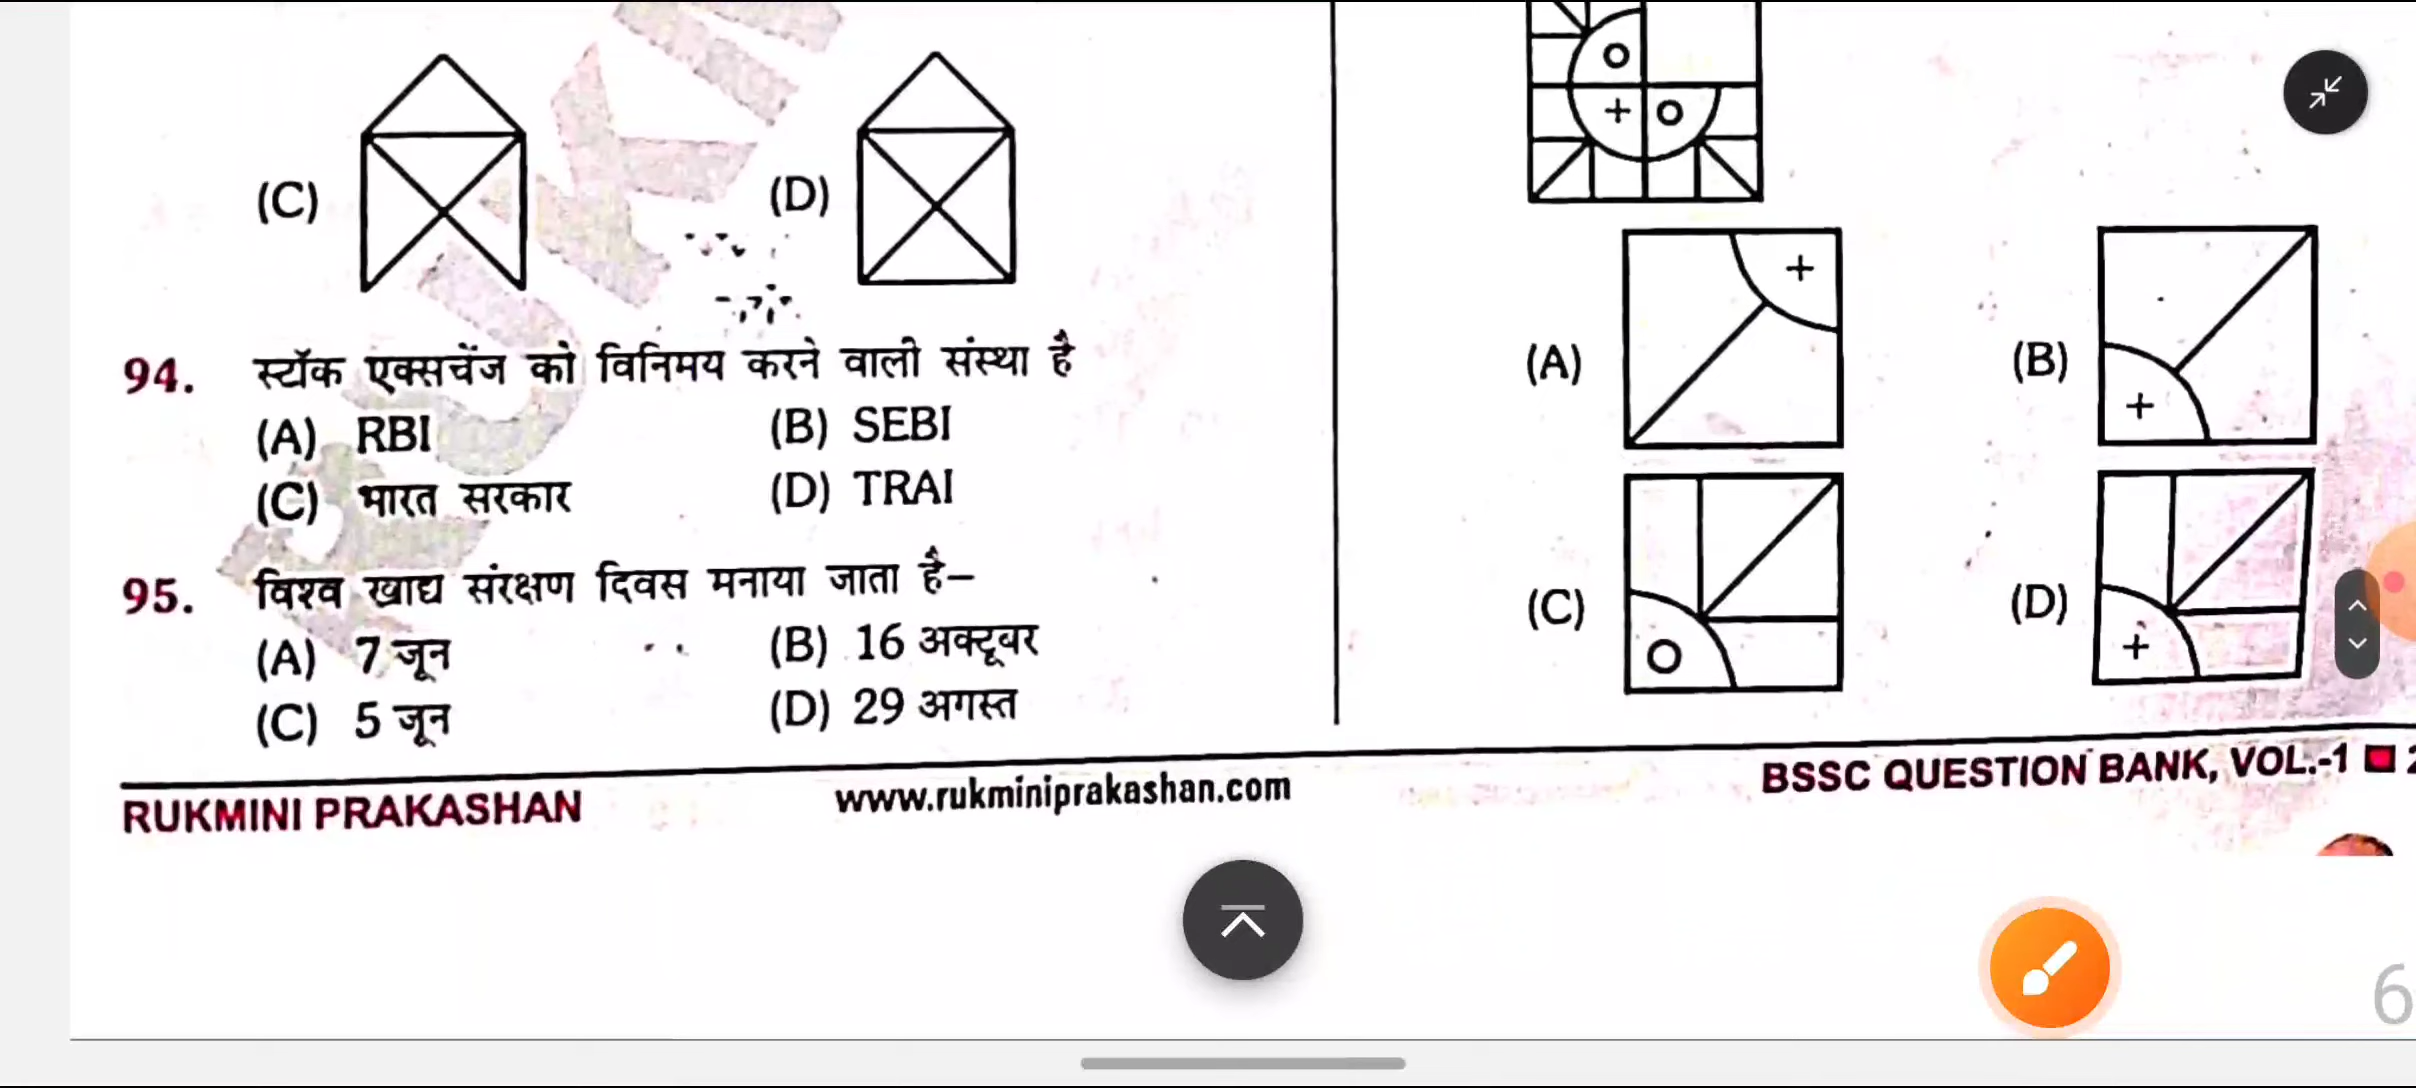 (C)
(D)
94. स्टॉक एक्सचेंज को विनिमय करने वाली संस्था है
(A) RBI
(B) SEBI
(C) भारत सरकार
(D) TRAI
95. विश्व खाद्य संरक्षण दिवस मनाया जाता है–
(A) 7 जून
(B) 16 अक्टूबर
(C) 5 जून
(D) 29 अगस्त
O
+ O
(A) +
(B) +
(C) O
(D) +
RUKMINI PRAKASHAN
www.rukminiprakashan.com
BSSC QUESTION BANK, VOL.-1
6